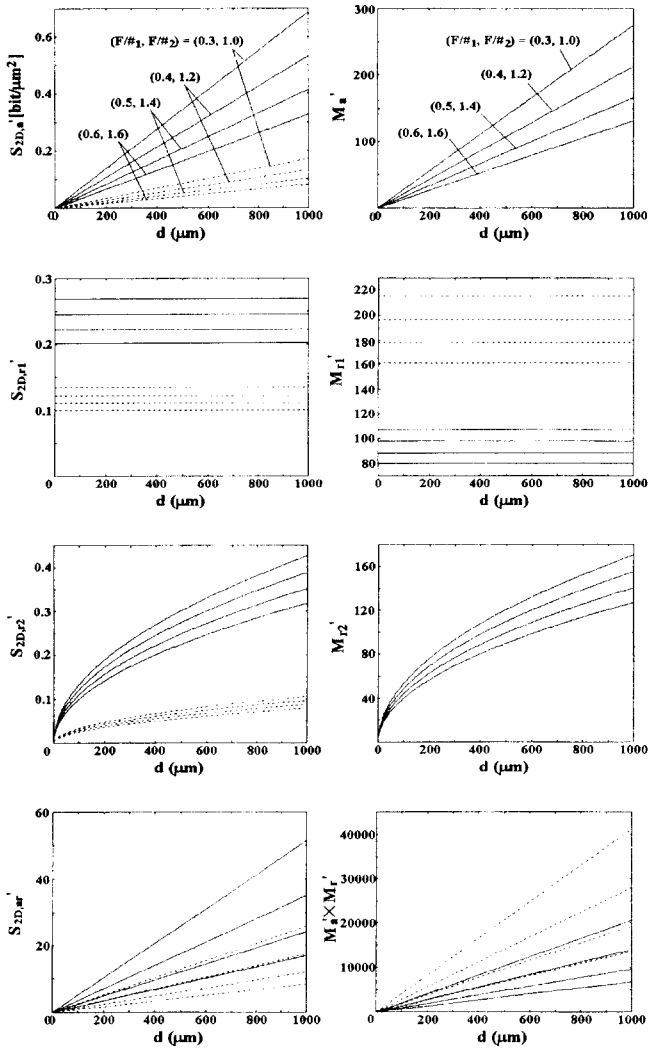 0.6
0.4
0.2
S2D,a' [bit/μm²]
(F/#1, F/#2) = (0.3, 1.0)
(0.4, 1.2)
(0.5, 1.4)
(0.6, 1.6)
0 200 400 600 800 1000
d (μm)
300
200
100
Ma'
(F/#1, F/#2) = (0.3, 1.0)
(0.4, 1.2)
(0.5, 1.4)
(0.6, 1.6)
0 200 400 600 800 1000
d (μm)
0.3
0.2
0.1
S2D,r1'
0 200 400 600 800 1000
d (μm)
220
200
180
160
140
120
100
80
Mr1'
0 200 400 600 800 1000
d (μm)
0.4
0.3
0.2
0.1
S2D,r2'
0 200 400 600 800 1000
d (μm)
160
120
80
40
Mr2'
0 200 400 600 800 1000
d (μm)
60
40
20
S2D,ar'
0 200 400 600 800 1000
d (μm)
40000
30000
20000
10000
Ma'×Mr'
0 200 400 600 800 1000
d (μm)